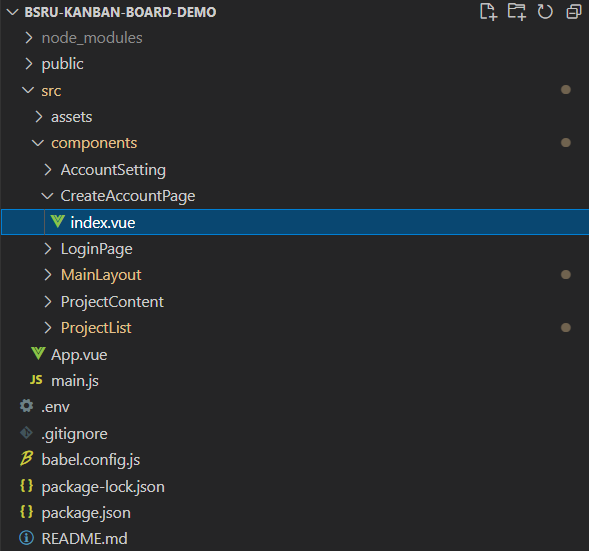 BSRU-KANBAN-BOARD-DEMO
node_modules
public
src
assets
components
AccountSetting
CreateAccountPage
index.vue
LoginPage
MainLayout
ProjectContent
ProjectList
App.vue
JS main.js
.env
.gitignore
babel.config.js
{} package-lock.json
{} package.json
README.md